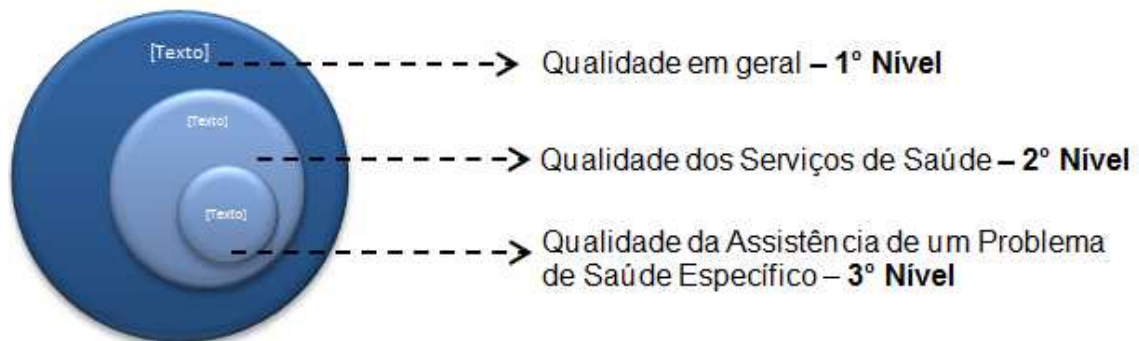 [Texto]
Qualidade em geral – 1° Nível
[Texto]
Qualidade dos Serviços de Saúde – 2° Nível
[Texto]
Qualidade da Assistência de um Problema
de Saúde Específico – 3° Nível